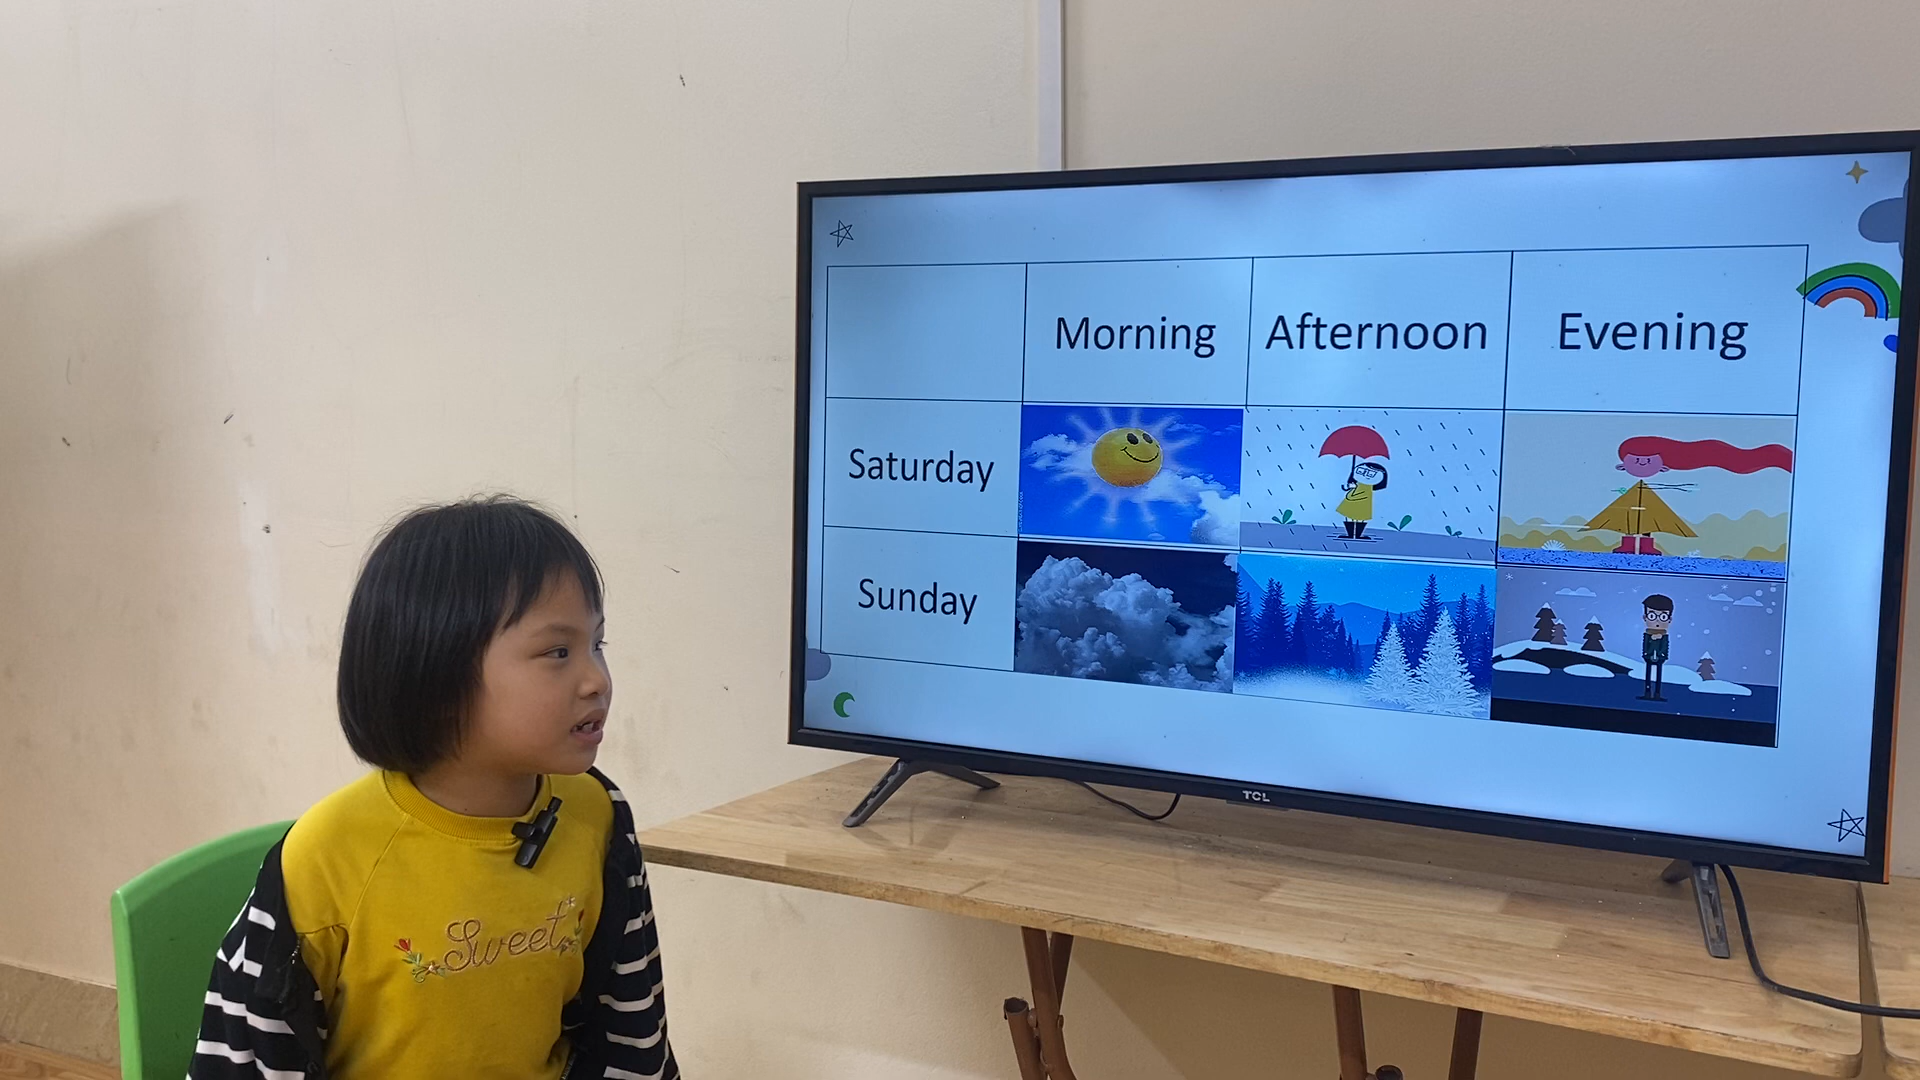 Morning Afternoon Evening
Saturday
Sunday
TCL
Sweet